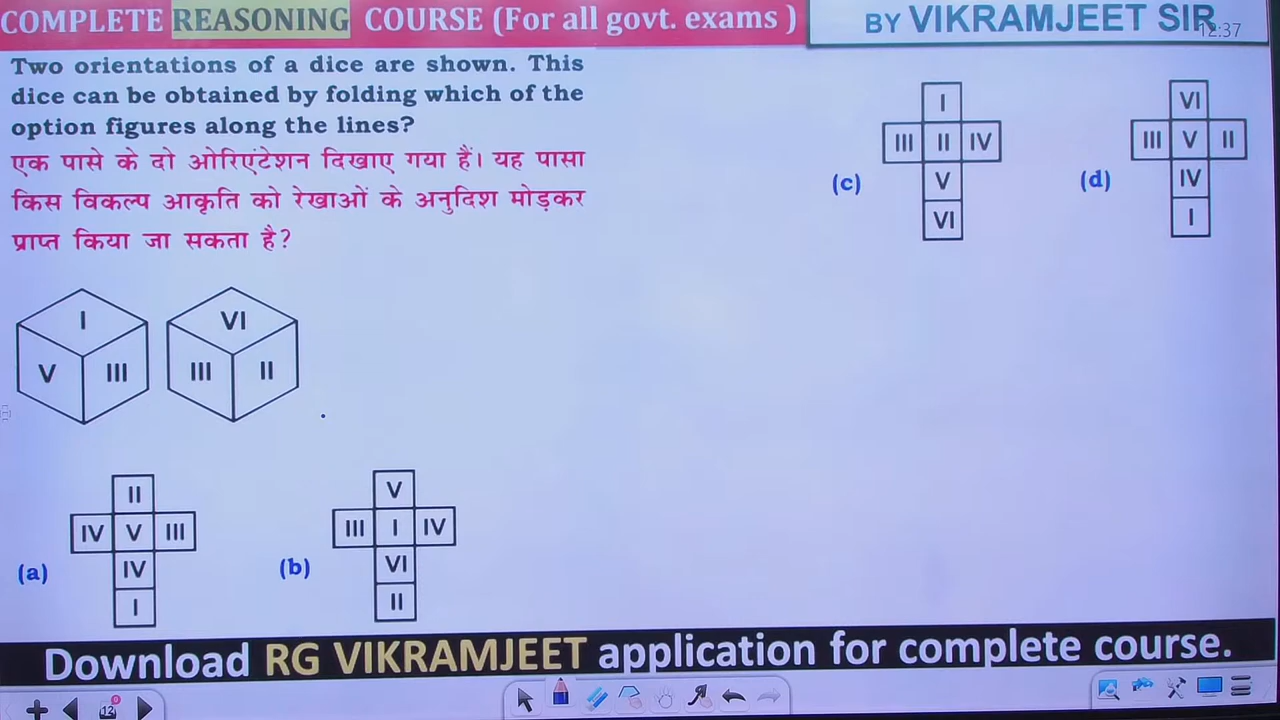 COMPLETE REASONING COURSE (For all govt. exams )
BY VIKRAMJEET SIR
12:37
Two orientations of a dice are shown. This
dice can be obtained by folding which of the
option figures along the lines?
एक पासे के दो ओरिएंटेशन दिखाए गया हैं। यह पासा
किस विकल्प आकृति को रेखाओं के अनुदिश मोड़कर
प्राप्त किया जा सकता है?
I
V III
VI
III II
(a)
II
IV V III
IV
I
(b)
V
III I IV
VI
II
(c)
I
III II IV
V
VI
(d)
VI
III V II
IV
I
Download RG VIKRAMJEET application for complete course.
12